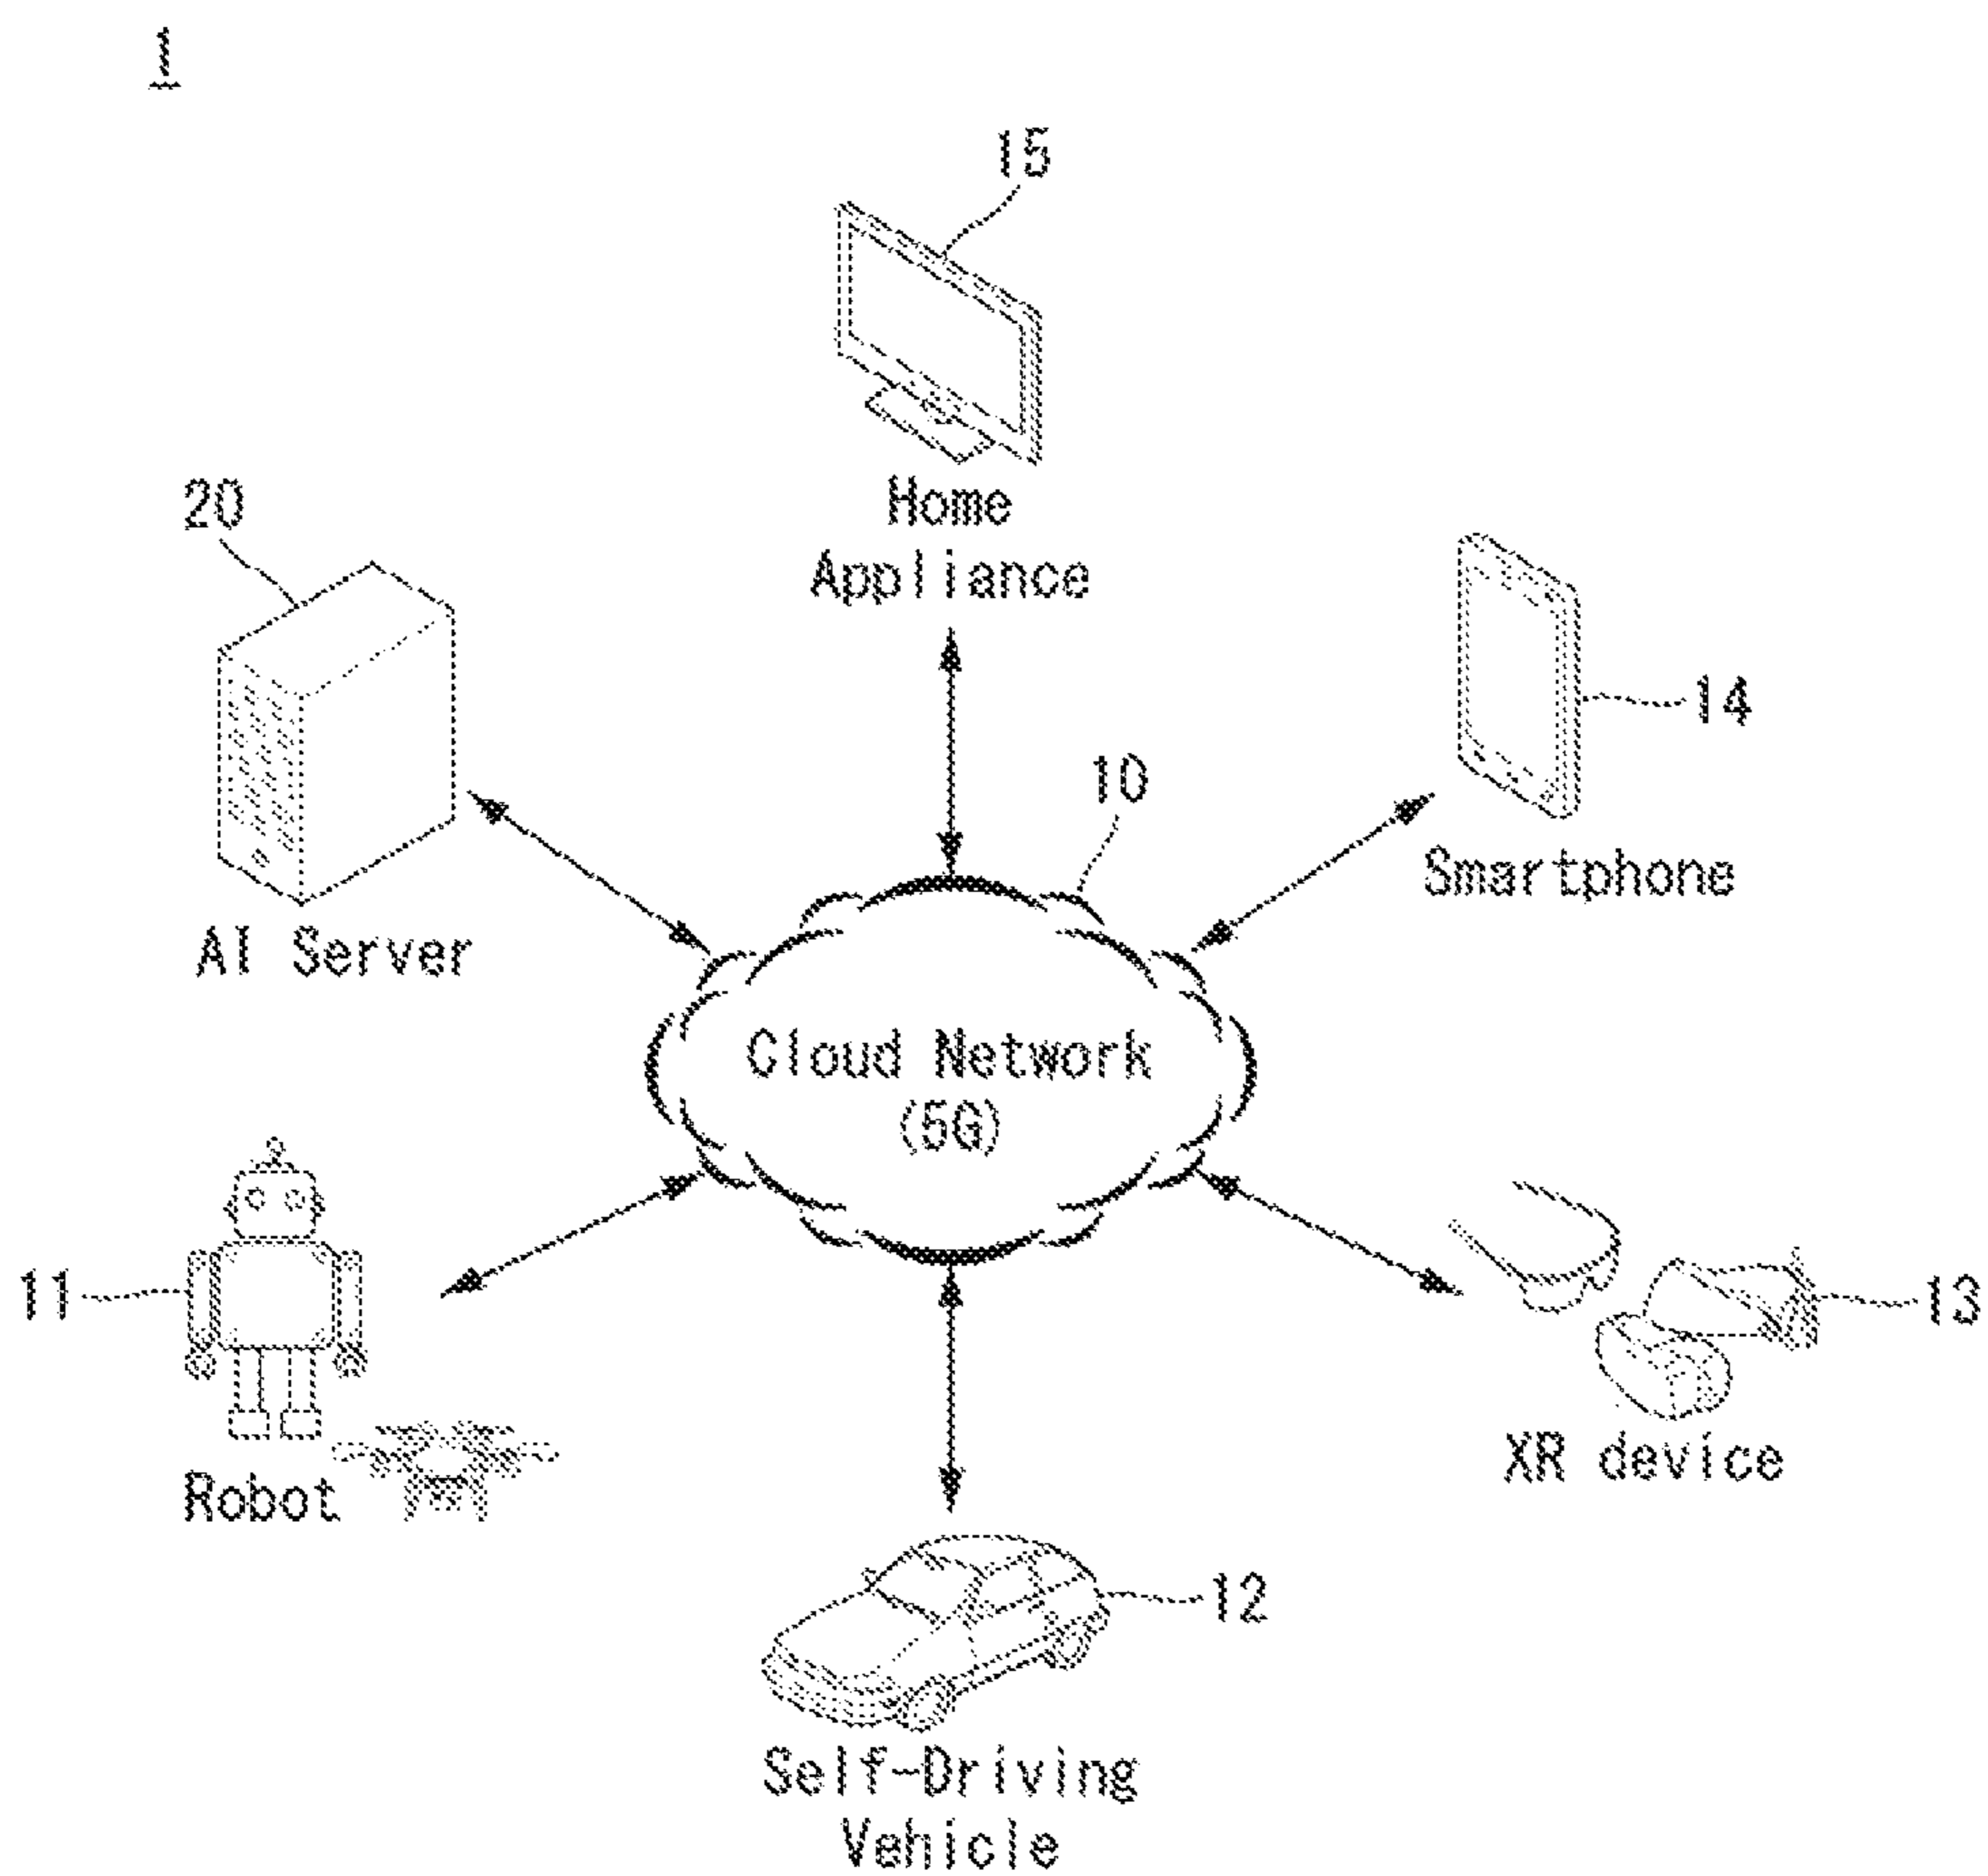 1
15
Home
Appliance
20
AI Server
14
Smartphone
10
Cloud Network
(5G)
11
Robot
13
XR device
12
Self-Driving
Vehicle